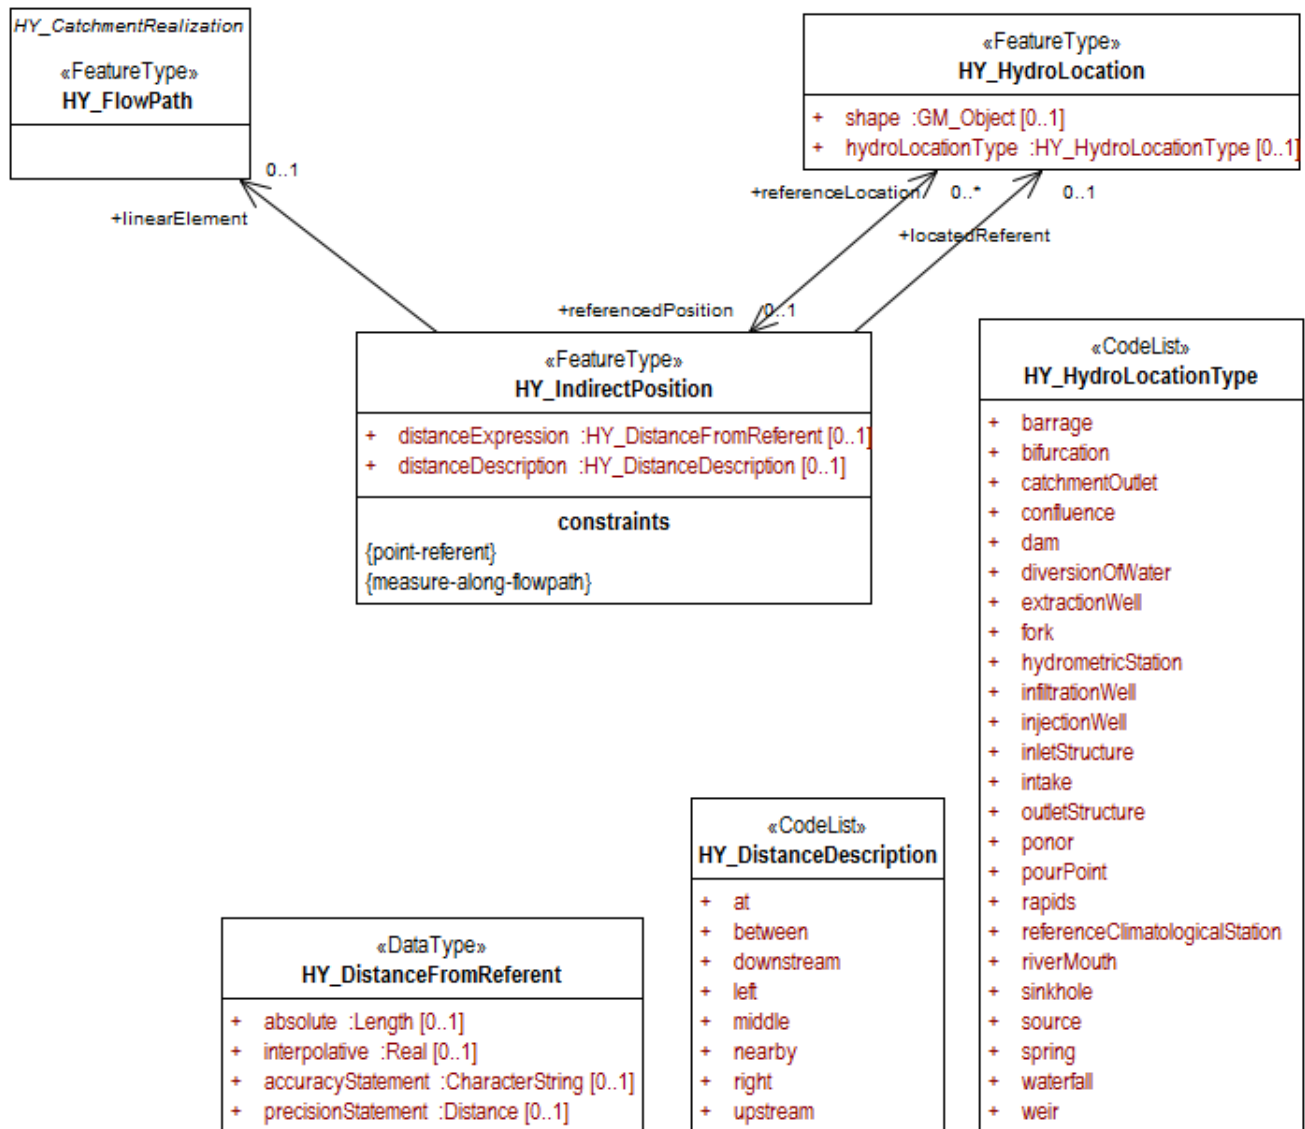 HY_CatchmentRealization
«FeatureType»
HY_FlowPath
«FeatureType»
HY_HydroLocation
+ shape :GM_Object [0..1]
+ hydroLocationType :HY_HydroLocationType [0..1]
0..1
+linearElement
+referenceLocation
0..*
0..1
+locatedReferent
+referencedPosition
0..1
«FeatureType»
HY_IndirectPosition
+ distanceExpression :HY_DistanceFromReferent [0..1]
+ distanceDescription :HY_DistanceDescription [0..1]
constraints
{point-referent}
{measure-along-flowpath}
«CodeList»
HY_HydroLocationType
+ barrage
+ bifurcation
+ catchmentOutlet
+ confluence
+ dam
+ diversionOfWater
+ extractionWell
+ fork
+ hydrometricStation
+ infiltrationWell
+ injectionWell
+ inletStructure
+ intake
+ outletStructure
+ ponor
+ pourPoint
+ rapids
+ referenceClimatologicalStation
+ riverMouth
+ sinkhole
+ source
+ spring
+ waterfall
+ weir
«CodeList»
HY_DistanceDescription
+ at
+ between
+ downstream
+ left
+ middle
+ nearby
+ right
+ upstream
«DataType»
HY_DistanceFromReferent
+ absolute :Length [0..1]
+ interpolative :Real [0..1]
+ accuracyStatement :CharacterString [0..1]
+ precisionStatement :Distance [0..1]